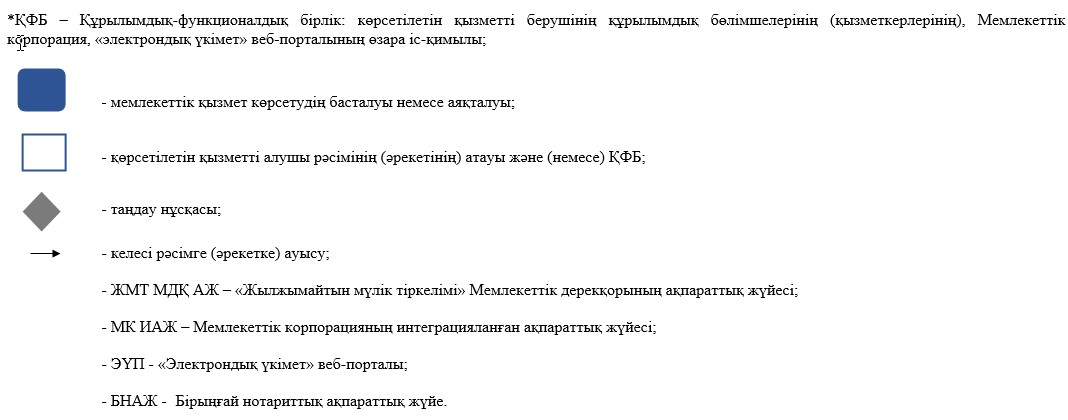 *ҚФБ – Құрылымдық-функционалдық бірлік: көрсетілетін қызметті берушінің құрылымдық бөлімшелерінің (қызметкерлерінің), Мемлекеттік
корпорация, «электрондық үкімет» веб-порталының өзара іс-қимылы;
- мемлекеттік қызмет көрсетудің басталуы немесе аяқталуы;
- қөрсетілетін қызметті алушы рәсімінің (әрекетінің) атауы және (немесе) ҚФБ;
- таңдау нұсқасы;
- келесі рәсімге (әрекетке) ауысу;
- ЖМТ МДҚ АЖ – «Жылжымайтын мүлік тіркелімі» Мемлекеттік дерекқорының ақпараттық жүйесі;
- МК ИАЖ – Мемлекеттік корпорацияның интеграцияланған ақпараттық жүйесі;
- ЭҮП - «Электрондық үкімет» веб-порталы;
- БНАЖ - Бірыңғай нотариттық ақпараттық жүйе.